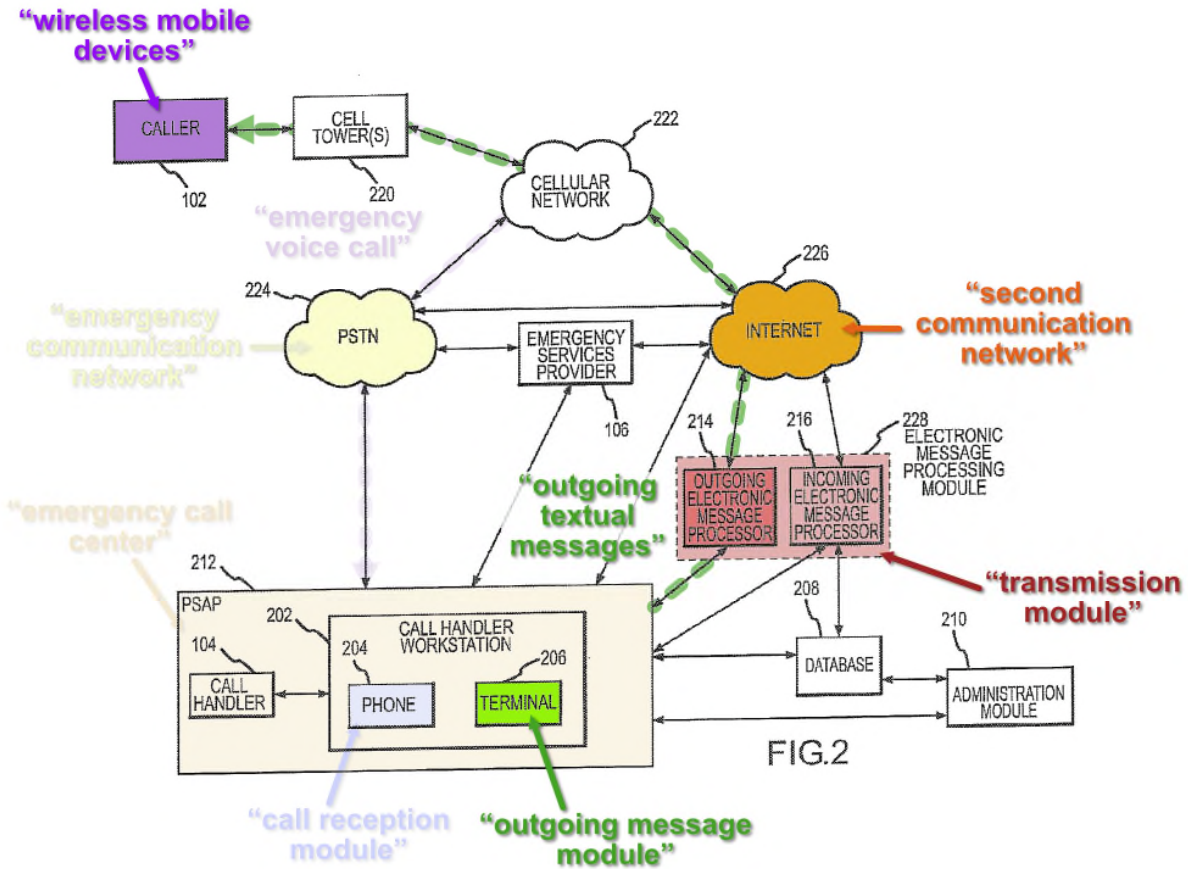 “wireless mobile
devices”
CALLER
102
CELL
TOWER(S)
220
222
CELLULAR
NETWORK
“emergency
voice call”
224
PSTN
“emergency
communication
network”
226
INTERNET
“second
communication
network”
EMERGENCY
SERVICES
PROVIDER
106
214
216
228
ELECTRONIC
MESSAGE
PROCESSING
MODULE
OUTGOING
ELECTRONIC
MESSAGE
PROCESSOR
INCOMING
ELECTRONIC
MESSAGE
PROCESSOR
“outgoing
textual
messages”
“transmission
module”
“emergency call
center”
212
PSAP
202
CALL HANDLER
WORKSTATION
104
CALL
HANDLER
204
PHONE
206
TERMINAL
208
DATABASE
210
ADMINISTRATION
MODULE
FIG.2
“call reception
module”
“outgoing message
module”